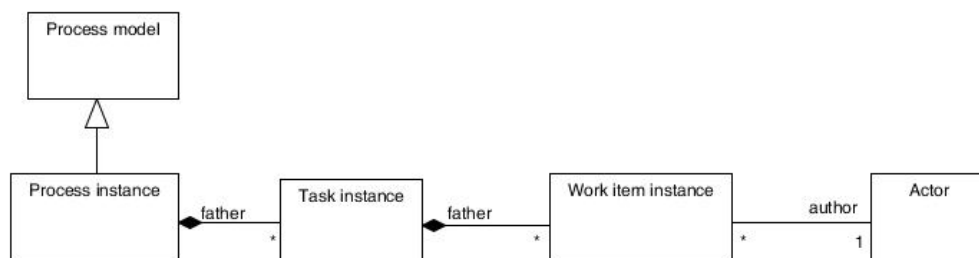 Process model
Process instance
father
*
Task instance
father
*
Work item instance
*
author
1
Actor